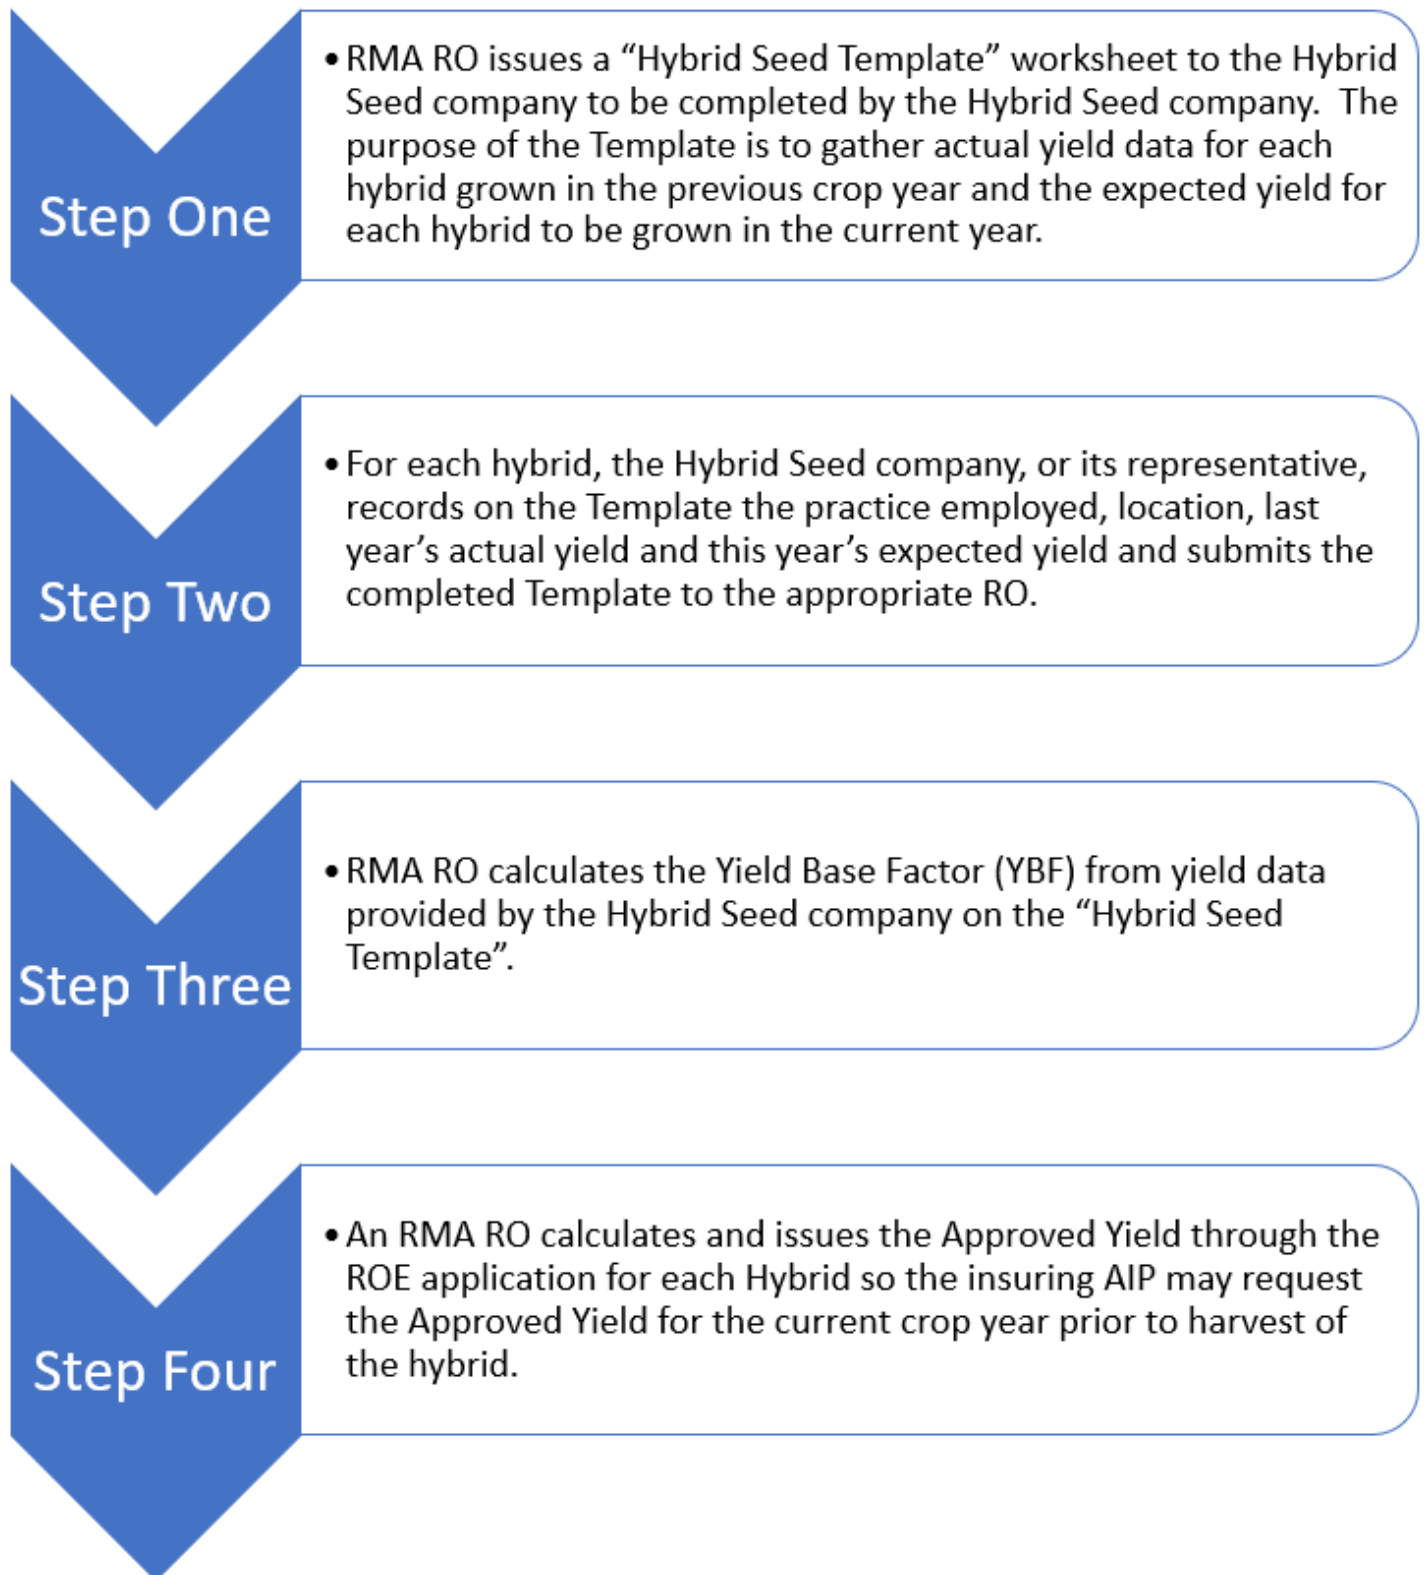 Step One
• RMA RO issues a “Hybrid Seed Template” worksheet to the Hybrid
Seed company to be completed by the Hybrid Seed company.  The
purpose of the Template is to gather actual yield data for each
hybrid grown in the previous crop year and the expected yield for
each hybrid to be grown in the current year.
Step Two
• For each hybrid, the Hybrid Seed company, or its representative,
records on the Template the practice employed, location, last
year’s actual yield and this year’s expected yield and submits the
completed Template to the appropriate RO.
Step Three
• RMA RO calculates the Yield Base Factor (YBF) from yield data
provided by the Hybrid Seed company on the “Hybrid Seed
Template”.
Step Four
• An RMA RO calculates and issues the Approved Yield through the
ROE application for each Hybrid so the insuring AIP may request
the Approved Yield for the current crop year prior to harvest of
the hybrid.